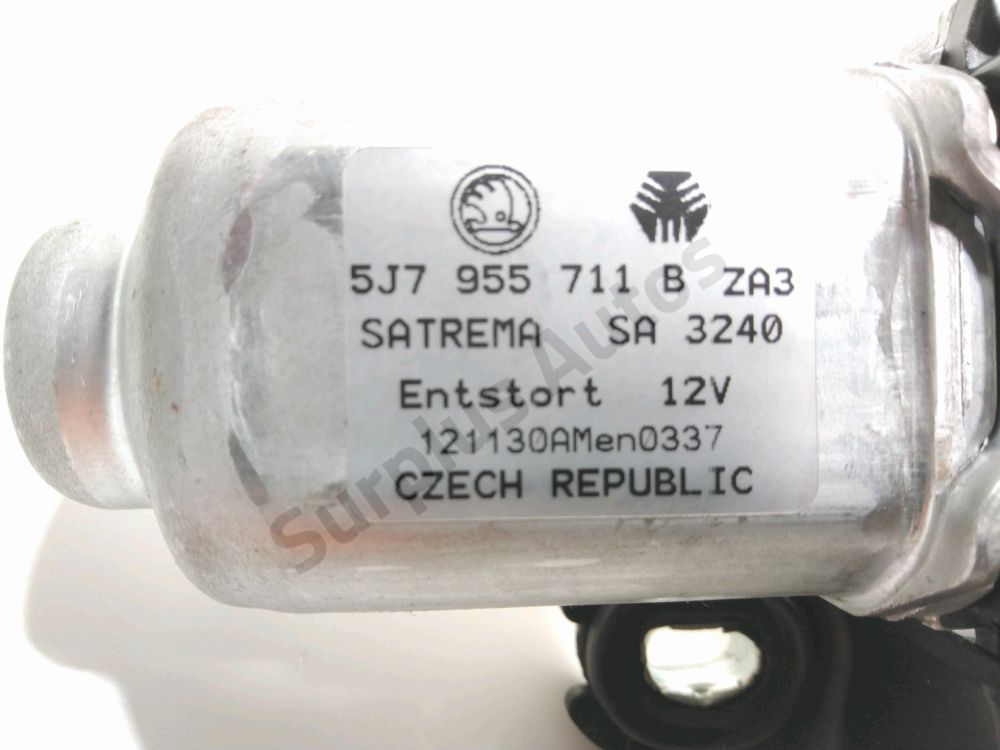 5J7 955 711 B ZA3
SATREMA SA 3240
Entstort 12V
121130AMen0337
CZECH REPUBLIC
Surplus Autos